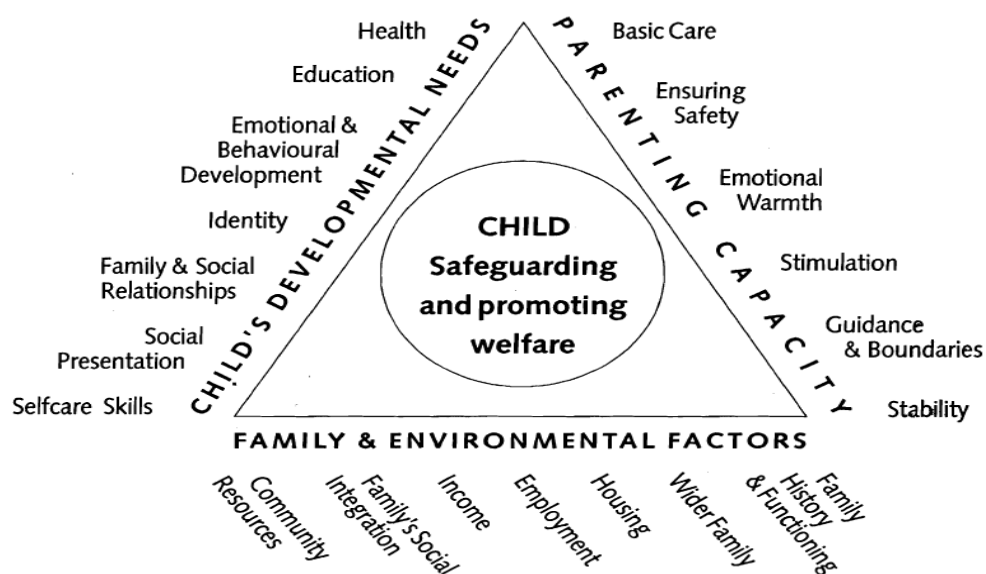 Health
Education
Emotional &
Behavioural
Development
Identity
Family & Social
Relationships
Social
Presentation
Selfcare Skills
CHILD'S DEVELOPMENTAL NEEDS
PARENTING CAPACITY
Basic Care
Ensuring
Safety
Emotional
Warmth
Stimulation
Guidance
& Boundaries
Stability
CHILD
Safeguarding
and promoting
welfare
FAMILY & ENVIRONMENTAL FACTORS
Community
Resources
Family's Social
Integration
Income
Employment
Housing
Wider Family
Family
History
& Functioning